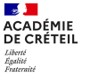 ACADÉMIE
DE CRÉTEIL
Liberté
Égalité
Fraternité